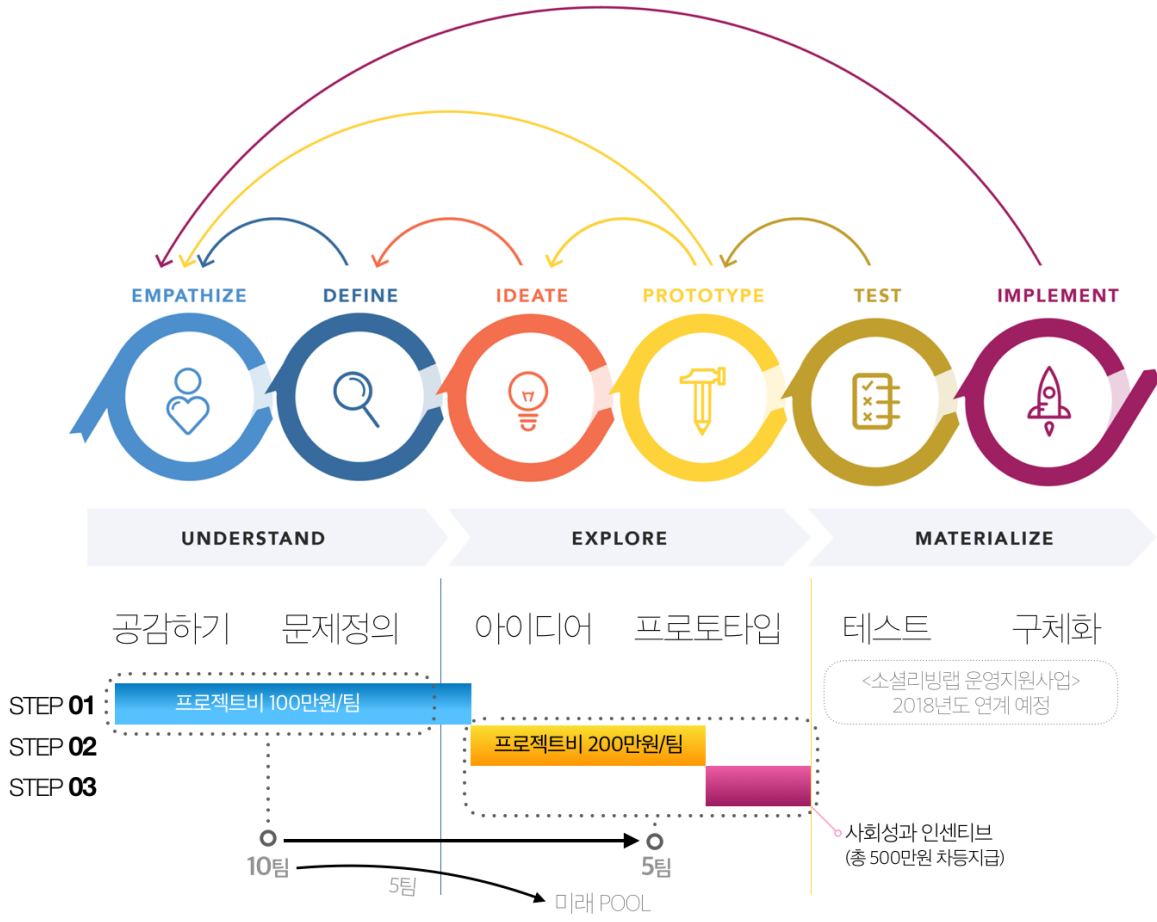 EMPATHIZE
DEFINE
IDEATE
PROTOTYPE
TEST
IMPLEMENT
UNDERSTAND
EXPLORE
MATERIALIZE
공감하기
문제정의
아이디어
프로토타입
테스트
구체화
STEP 01
프로젝트비 100만원/팀
<소셜리빙랩 운영지원사업>
2018년도 연계 예정
STEP 02
프로젝트비 200만원/팀
STEP 03
사회성과 인센티브
(총 500만원 차등지급)
10팀
5팀
5팀
미래 POOL